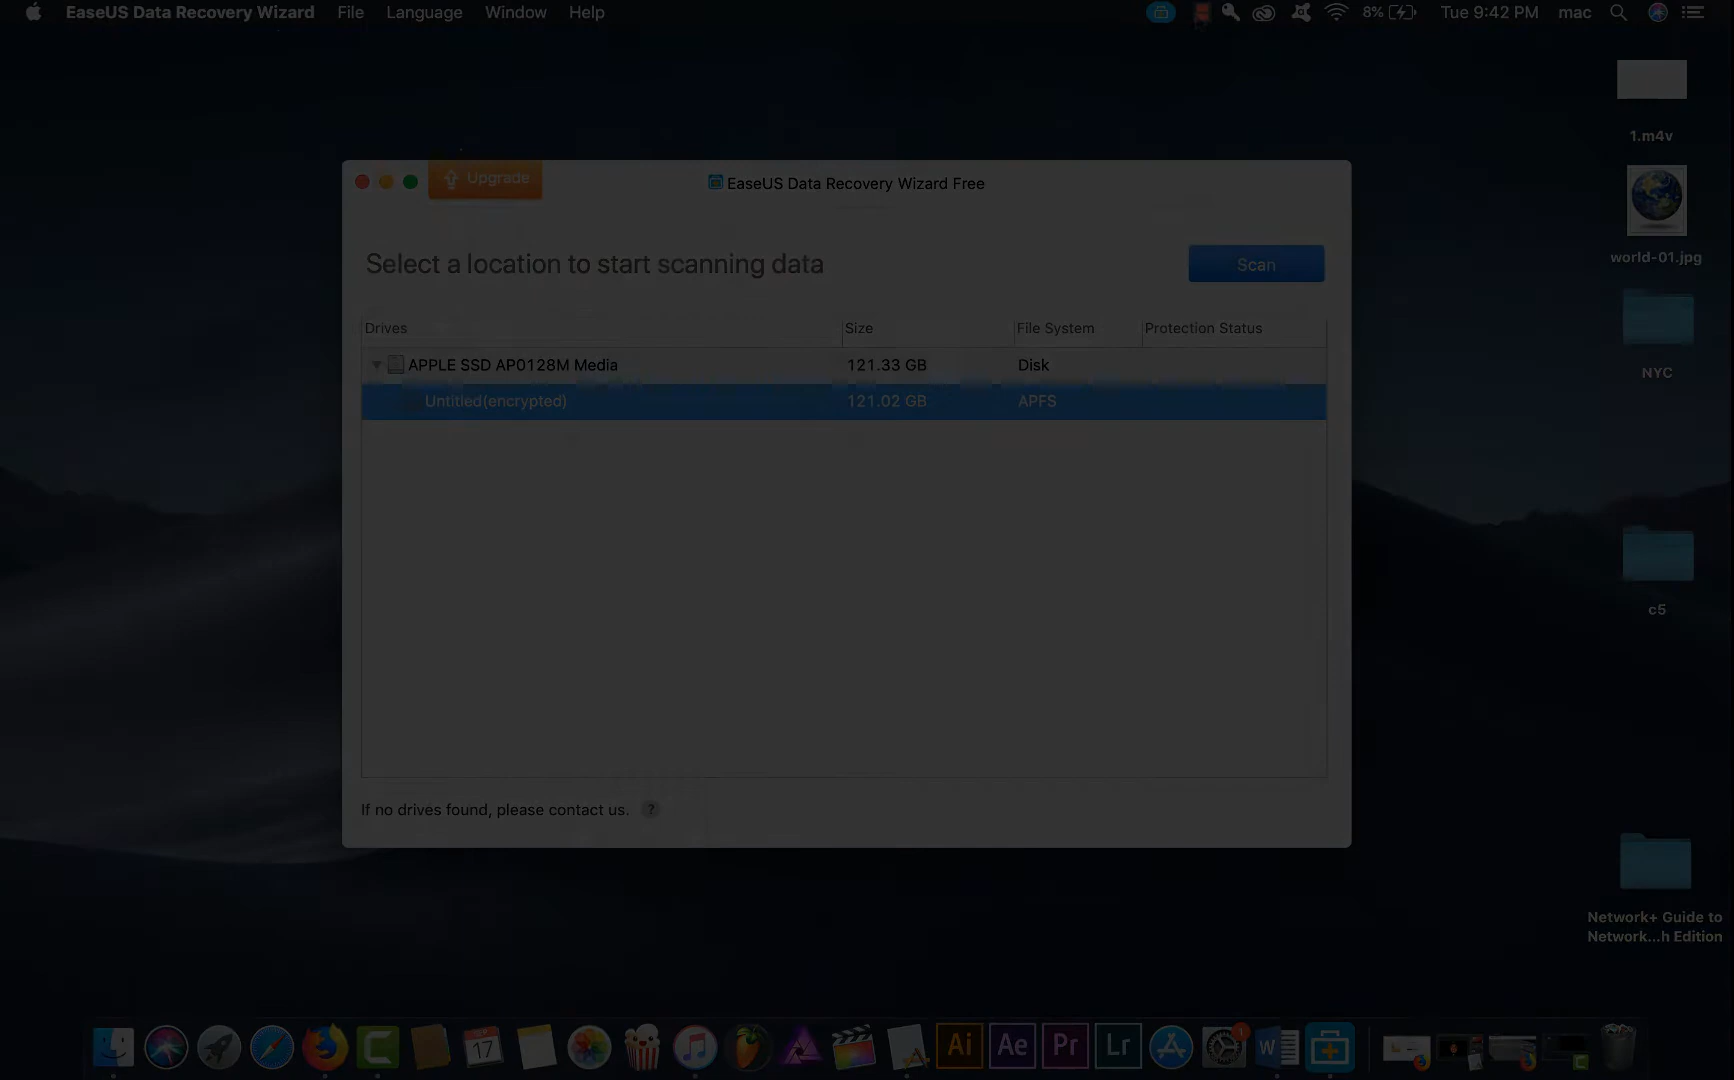 EaseUS Data Recovery Wizard File Language Window Help 8% Tue 9:42 PM mac
1.m4v
Upgrade EaseUS Data Recovery Wizard Free
world-01.jpg
Select a location to start scanning data Scan
Drives Size File System Protection Status
APPLE SSD AP0128M Media 121.33 GB Disk
NYC
Untitled(encrypted) 121.02 GB APFS
c5
If no drives found, please contact us. ?
Network+ Guide to
Network...h Edition
17 Ai Ae Pr Lr 1 W